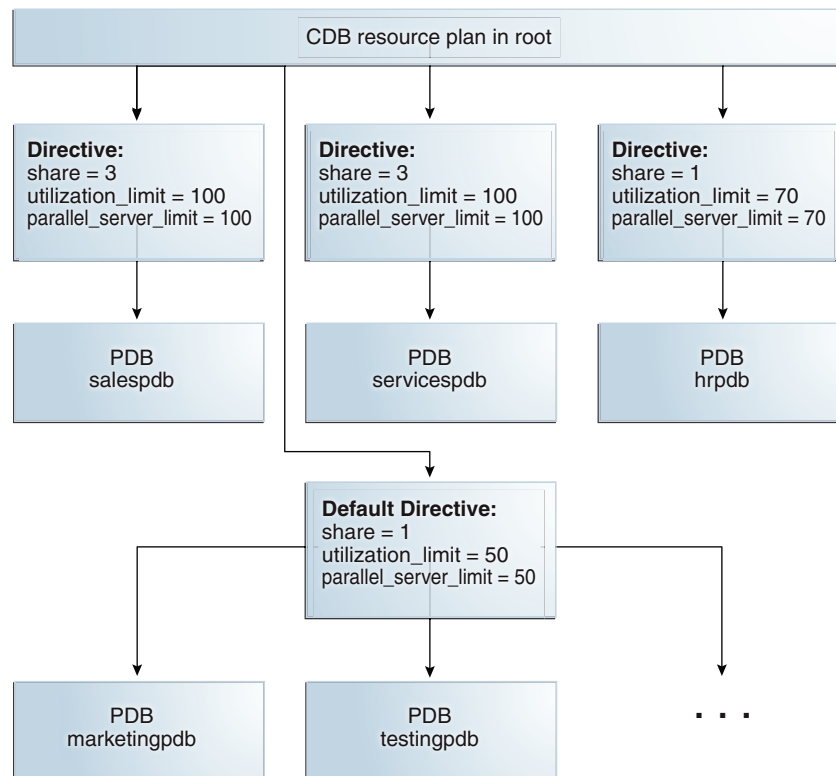 CDB resource plan in root
Directive:
share = 3
utilization_limit = 100
parallel_server_limit = 100
Directive:
share = 3
utilization_limit = 100
parallel_server_limit = 100
Directive:
share = 1
utilization_limit = 70
parallel_server_limit = 70
PDB
salespdb
PDB
servicespdb
PDB
hrpdb
Default Directive:
share = 1
utilization_limit = 50
parallel_server_limit = 50
PDB
marketingpdb
PDB
testingpdb
. . .